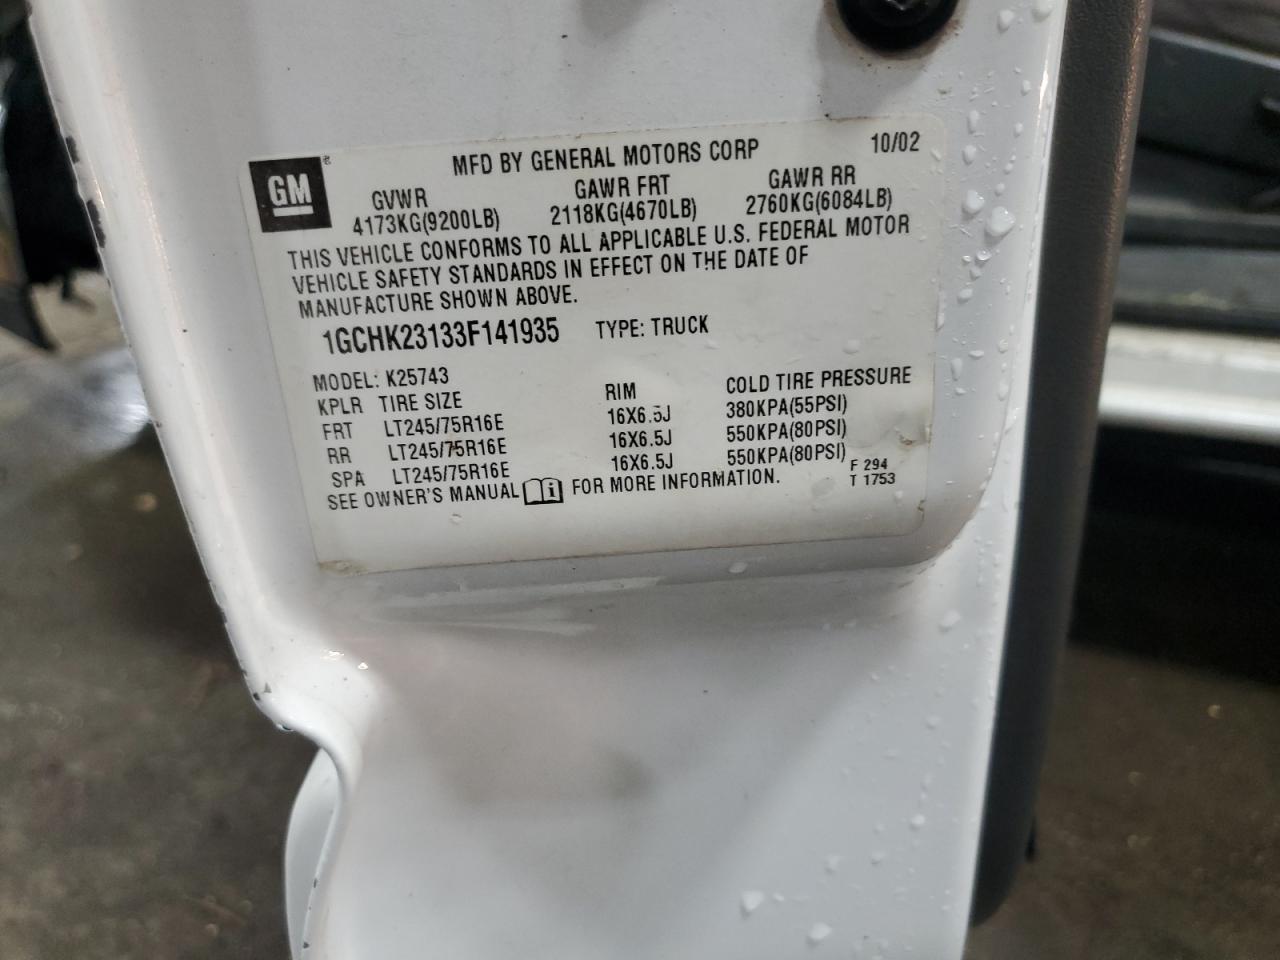 GM ®
MFD BY GENERAL MOTORS CORP 10/02
GVWR GAWR FRT GAWR RR
4173KG(9200LB) 2118KG(4670LB) 2760KG(6084LB)
THIS VEHICLE CONFORMS TO ALL APPLICABLE U.S. FEDERAL MOTOR
VEHICLE SAFETY STANDARDS IN EFFECT ON THE DATE OF
MANUFACTURE SHOWN ABOVE.
1GCHK23133F141935 TYPE: TRUCK
MODEL: K25743
KPLR TIRE SIZE RIM COLD TIRE PRESSURE
FRT LT245/75R16E 16X6.5J 380KPA(55PSI)
RR LT245/75R16E 16X6.5J 550KPA(80PSI)
SPA LT245/75R16E 16X6.5J 550KPA(80PSI)
SEE OWNER'S MANUAL i FOR MORE INFORMATION.
F 294
T 1753